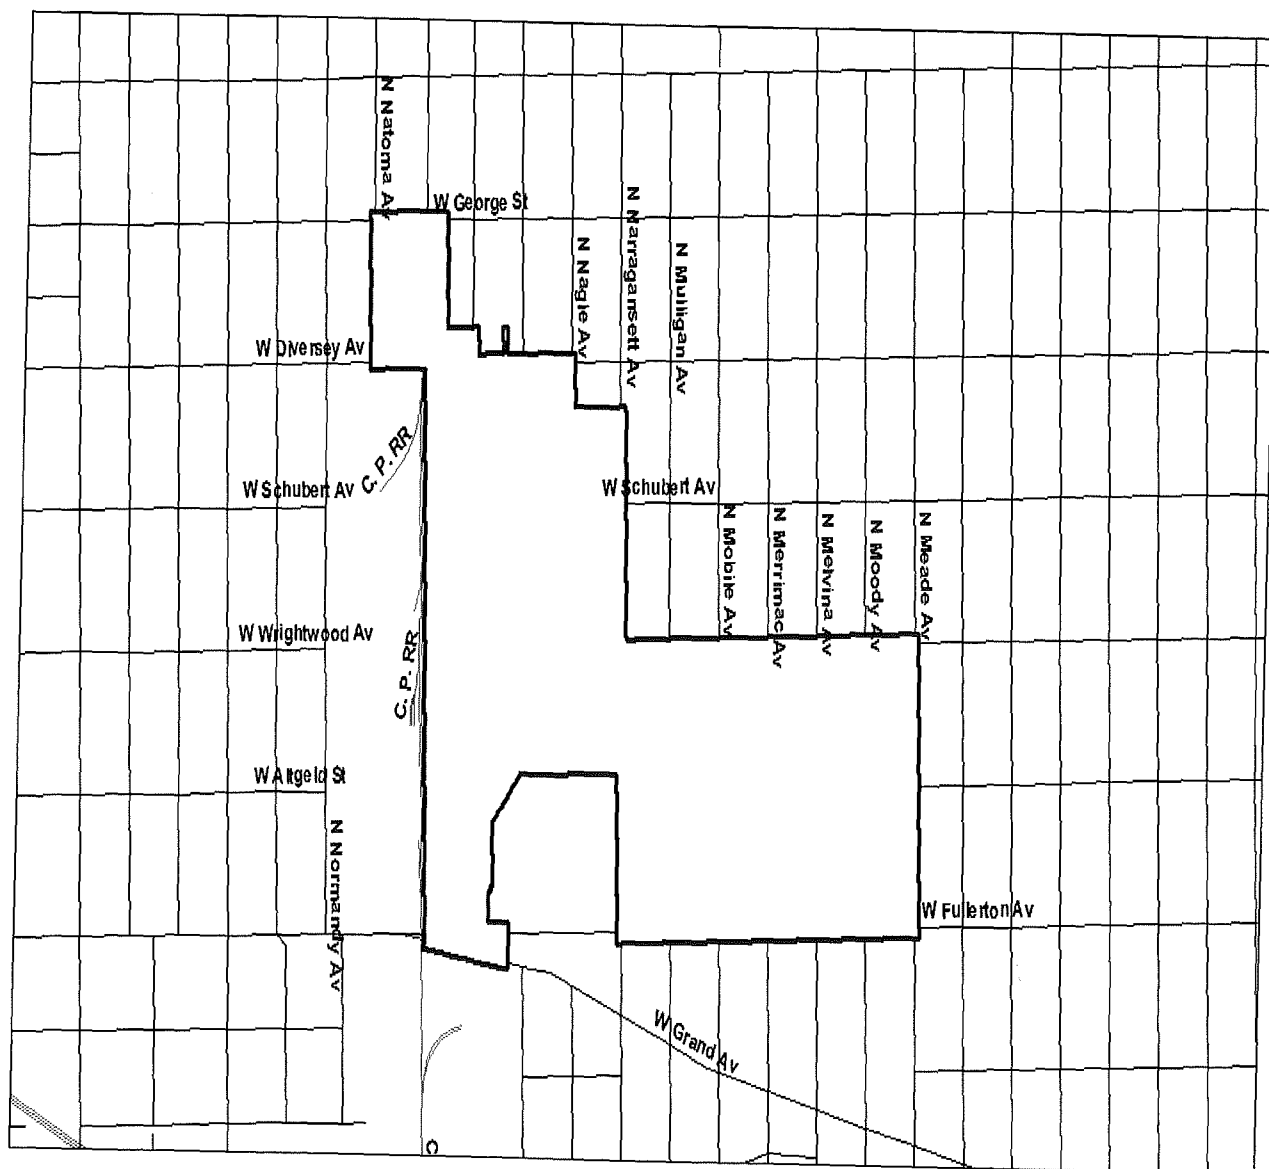 N Natoma Av
W George St
N Narragansett Av
N Nagle Av
N Mulligan Av
W Diversey Av
C. P. RR
W Schubert Av
W Schubert Av
N Mobile Av
N Merrimac Av
N Melvina Av
N Moody Av
N Meade Av
W Wrightwood Av
C. P. RR
W Altgeld St
N Normandy Av
W Fullerton Av
W Grand Av
C